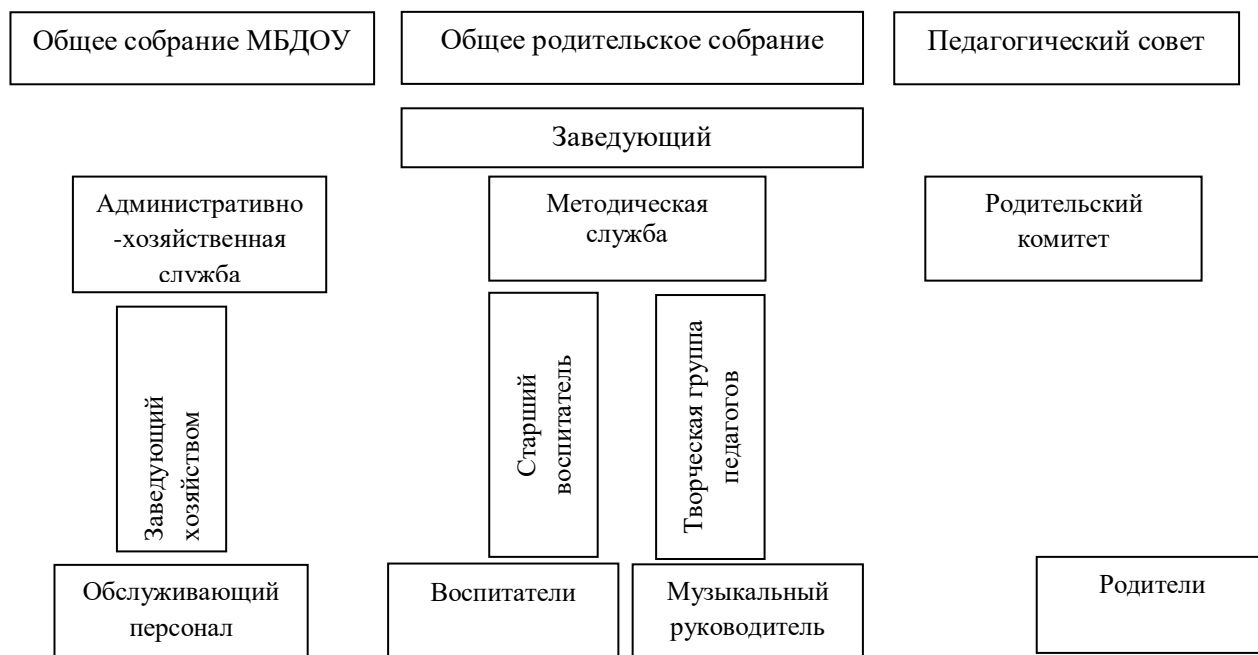 Общее собрание МБДОУ
Общее родительское собрание
Педагогический совет
Заведующий
Административно
-хозяйственная
служба
Методическая
служба
Родительский
комитет
Заведующий
хозяйством
Старший
воспитатель
Творческая группа
педагогов
Обслуживающий
персонал
Воспитатели
Музыкальный
руководитель
Родители